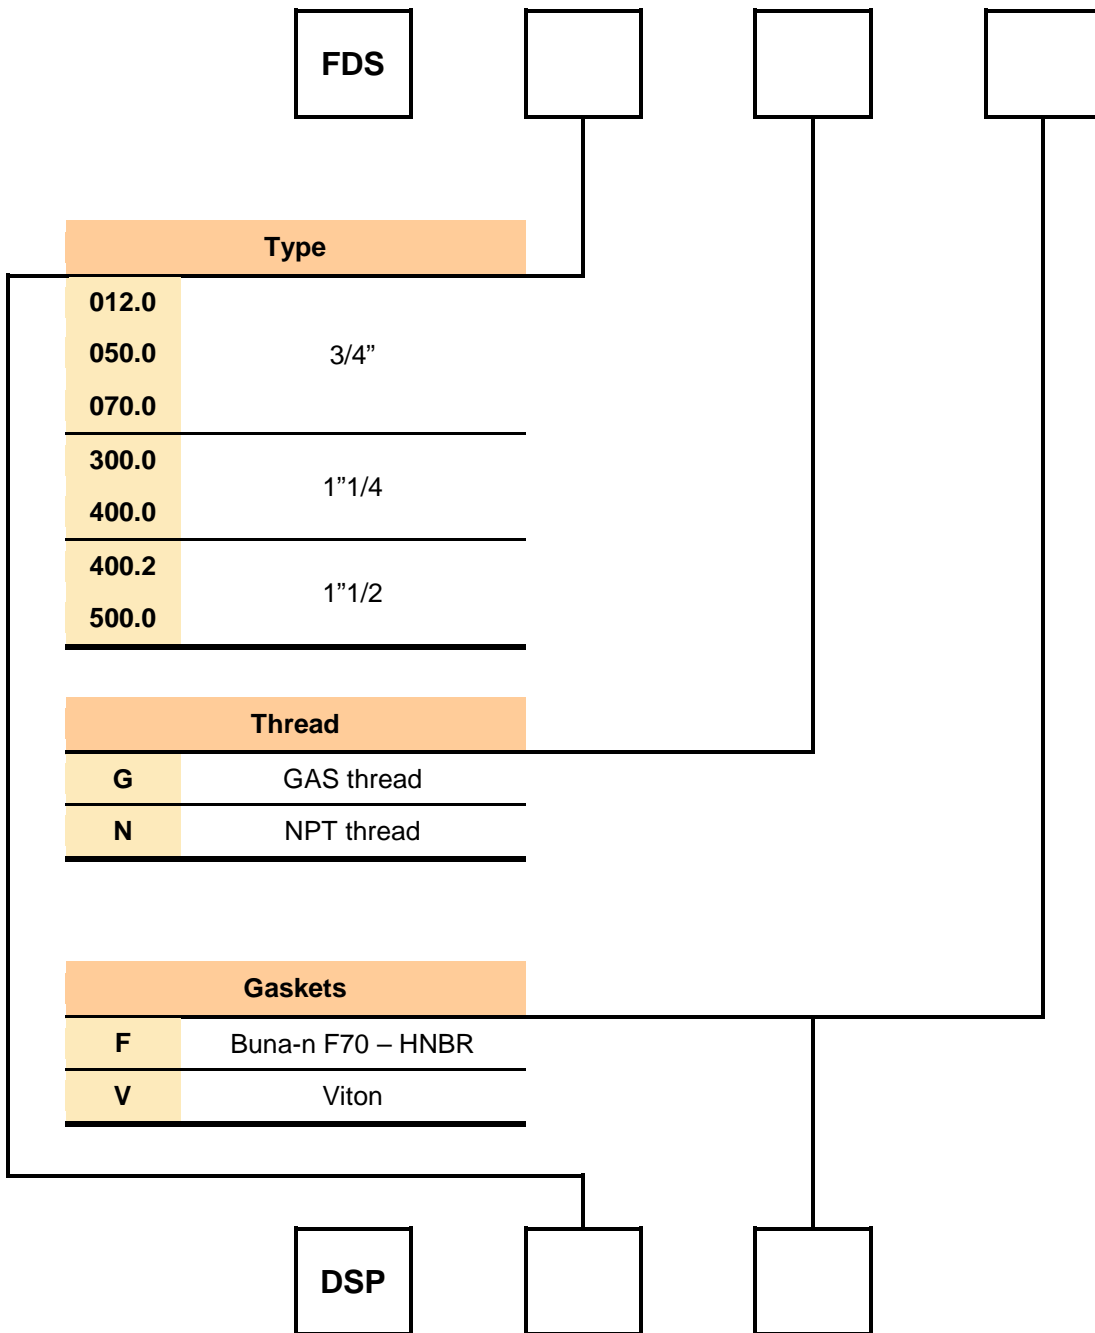 FDS
Type
012.0
050.0
3/4”
070.0
300.0
1”1/4
400.0
400.2
1”1/2
500.0
Thread
G GAS thread
N NPT thread
Gaskets
F Buna-n F70 – HNBR
V Viton
DSP